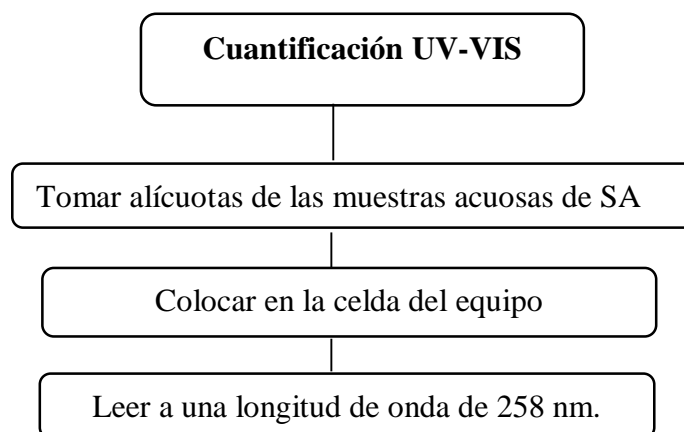 Cuantificación UV-VIS
Tomar alícuotas de las muestras acuosas de SA
Colocar en la celda del equipo
Leer a una longitud de onda de 258 nm.